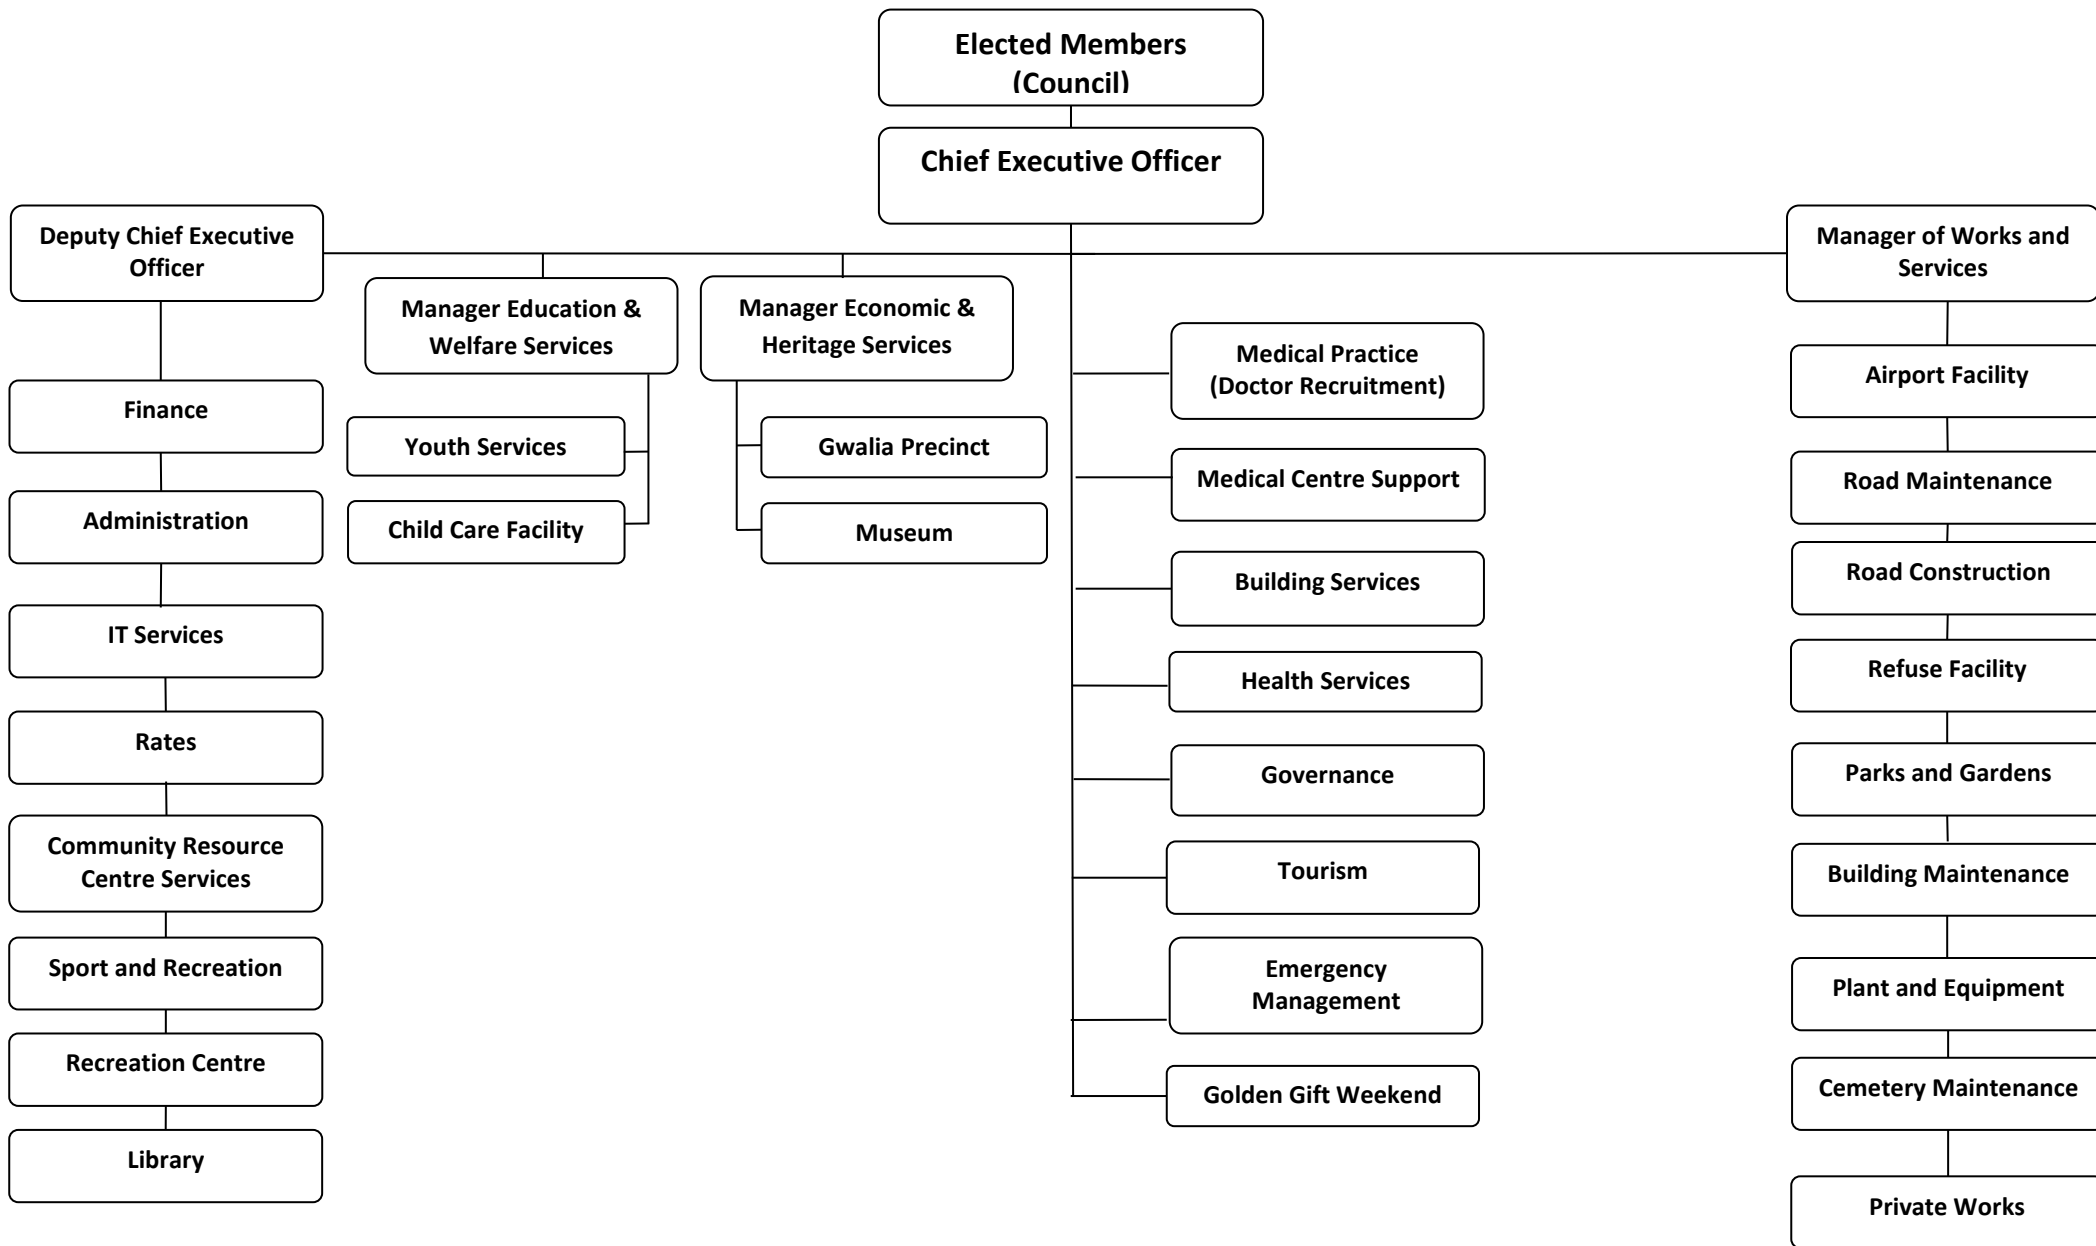 Elected Members
(Council)
Chief Executive Officer
Deputy Chief Executive
Officer
Finance
Administration
IT Services
Rates
Community Resource
Centre Services
Sport and Recreation
Recreation Centre
Library
Manager Education &
Welfare Services
Youth Services
Child Care Facility
Manager Economic &
Heritage Services
Gwalia Precinct
Museum
Medical Practice
(Doctor Recruitment)
Medical Centre Support
Building Services
Health Services
Governance
Tourism
Emergency
Management
Golden Gift Weekend
Manager of Works and
Services
Airport Facility
Road Maintenance
Road Construction
Refuse Facility
Parks and Gardens
Building Maintenance
Plant and Equipment
Cemetery Maintenance
Private Works